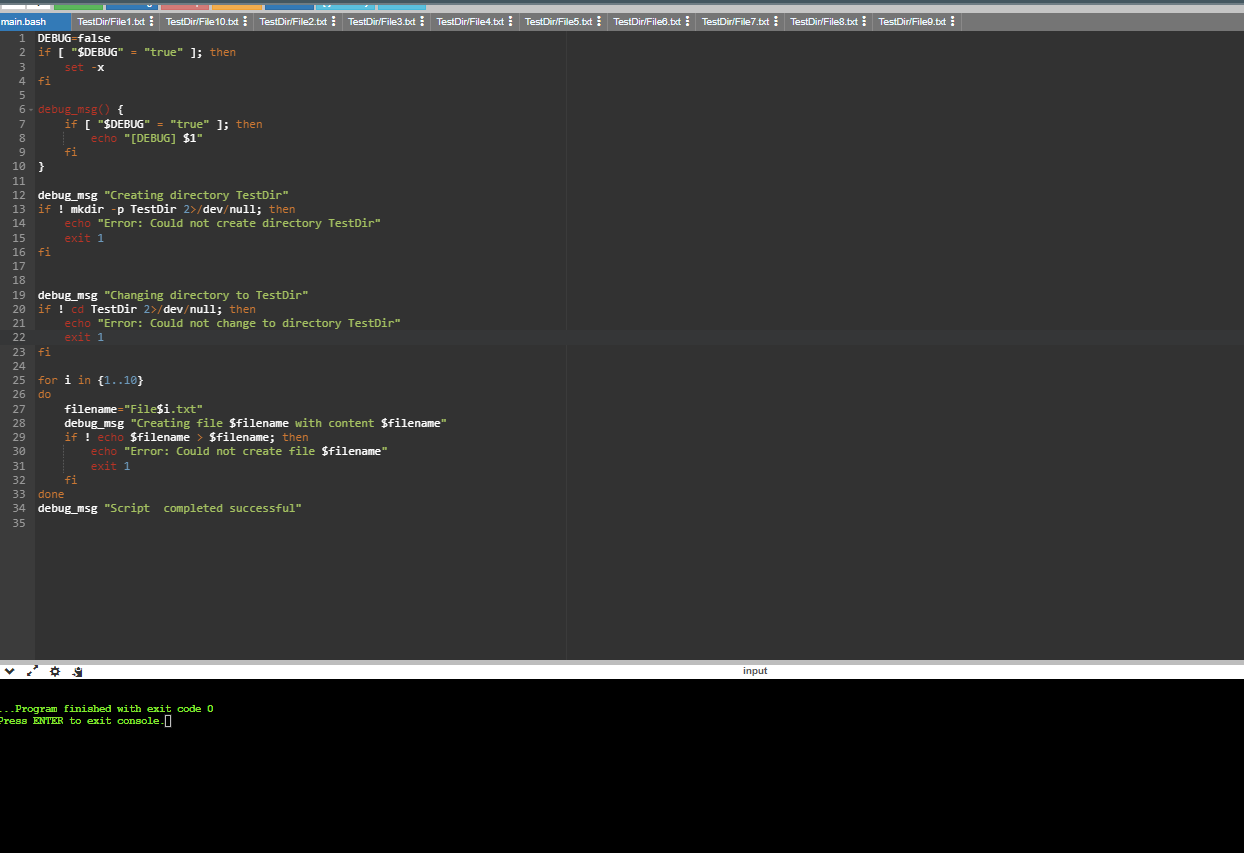 main.bash TestDir/File1.txt TestDir/File10.txt TestDir/File2.txt TestDir/File3.txt TestDir/File4.txt TestDir/File5.txt TestDir/File6.txt TestDir/File7.txt TestDir/File8.txt TestDir/File9.txt
1 DEBUG=false
2 if [ "$DEBUG" = "true" ]; then
3     set -x
4 fi
5
6 debug_msg() {
7     if [ "$DEBUG" = "true" ]; then
8         echo "[DEBUG] $1"
9     fi
10 }
11
12 debug_msg "Creating directory TestDir"
13 if ! mkdir -p TestDir 2>/dev/null; then
14     echo "Error: Could not create directory TestDir"
15     exit 1
16 fi
17
18
19 debug_msg "Changing directory to TestDir"
20 if ! cd TestDir 2>/dev/null; then
21     echo "Error: Could not change to directory TestDir"
22     exit 1
23 fi
24
25 for i in {1..10}
26 do
27     filename="File$i.txt"
28     debug_msg "Creating file $filename with content $filename"
29     if ! echo $filename > $filename; then
30         echo "Error: Could not create file $filename"
31         exit 1
32     fi
33 done
34 debug_msg "Script  completed successful"
35
input
...Program finished with exit code 0
Press ENTER to exit console.